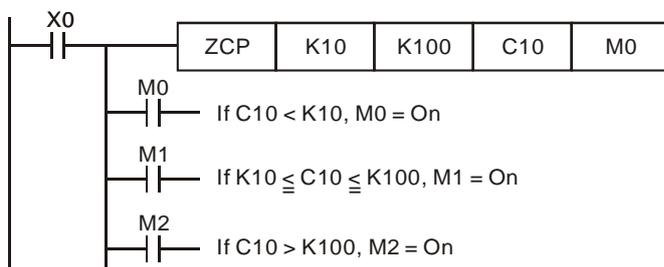 X0
ZCP K10 K100 C10 M0
M0
If C10 < K10, M0 = On
M1
If K10 ≦ C10 ≦ K100, M1 = On
M2
If C10 > K100, M2 = On